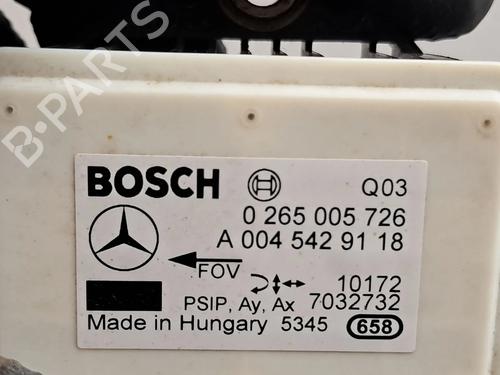 B-PARTS
BOSCH Q03
0 265 005 726
A 004 542 91 18
FOV
10172
PSIP, Ay, Ax 7032732
Made in Hungary 5345 658